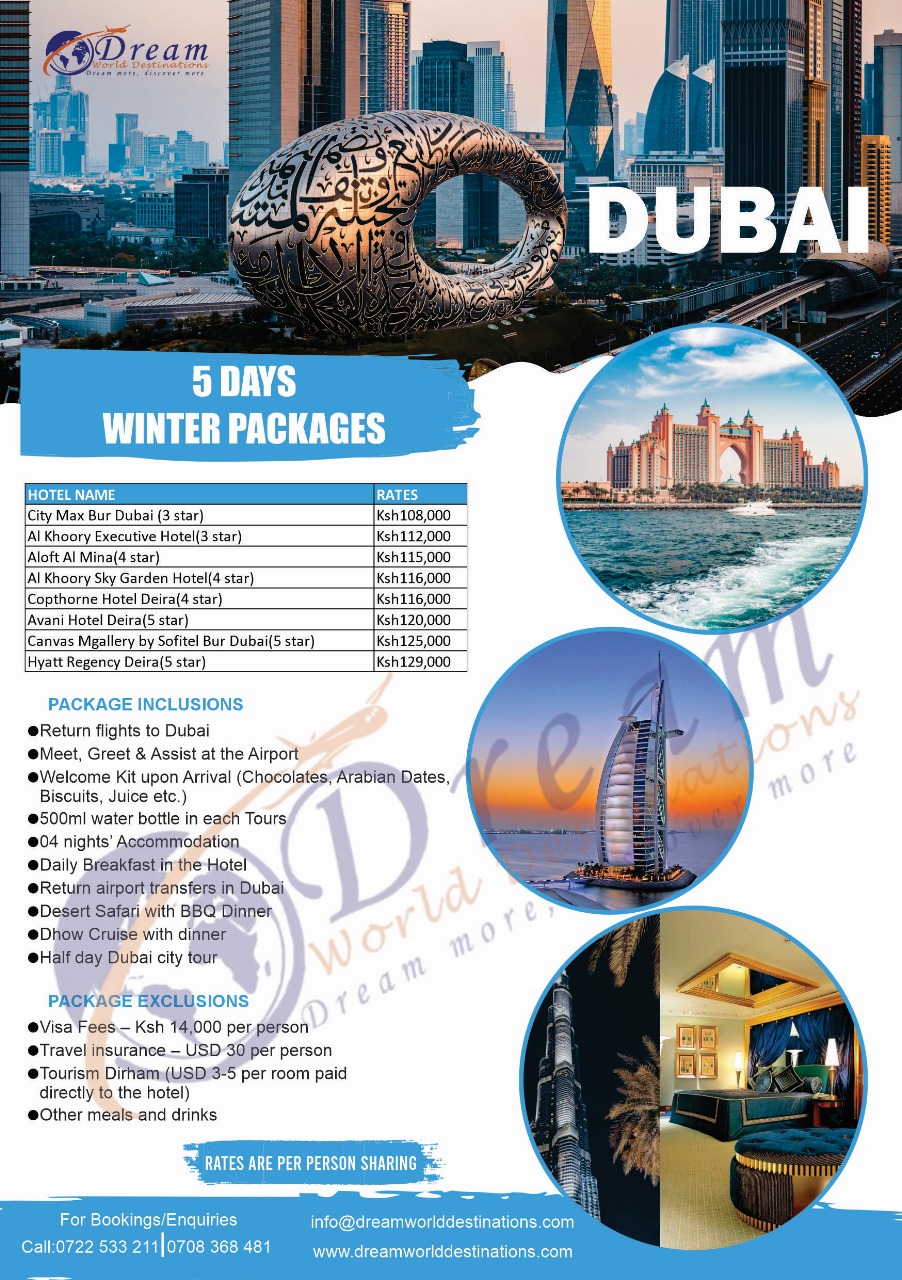 Dream
World Destinations
Dream more, discover more
DUBAI
5 DAYS
WINTER PACKAGES
HOTEL NAME RATES
City Max Bur Dubai (3 star) Ksh108,000
Al Khoory Executive Hotel(3 star) Ksh112,000
Aloft Al Mina(4 star) Ksh115,000
Al Khoory Sky Garden Hotel(4 star) Ksh116,000
Copthorne Hotel Deira(4 star) Ksh116,000
Avani Hotel Deira(5 star) Ksh120,000
Canvas Mgallery by Sofitel Bur Dubai(5 star) Ksh125,000
Hyatt Regency Deira(5 star) Ksh129,000
PACKAGE INCLUSIONS
●Return flights to Dubai
●Meet, Greet & Assist at the Airport
●Welcome Kit upon Arrival (Chocolates, Arabian Dates,
Biscuits, Juice etc.)
●500ml water bottle in each Tours
●04 nights’ Accommodation
●Daily Breakfast in the Hotel
●Return airport transfers in Dubai
●Desert Safari with BBQ Dinner
●Dhow Cruise with dinner
●Half day Dubai city tour
PACKAGE EXCLUSIONS
●Visa Fees – Ksh 14,000 per person
●Travel insurance – USD 30 per person
●Tourism Dirham (USD 3-5 per room paid
directly to the hotel)
●Other meals and drinks
Dream
World Destinations
Dream more, discover more
RATES ARE PER PERSON SHARING
For Bookings/Enquiries
Call:0722 533 211|0708 368 481
info@dreamworlddestinations.com
www.dreamworlddestinations.com